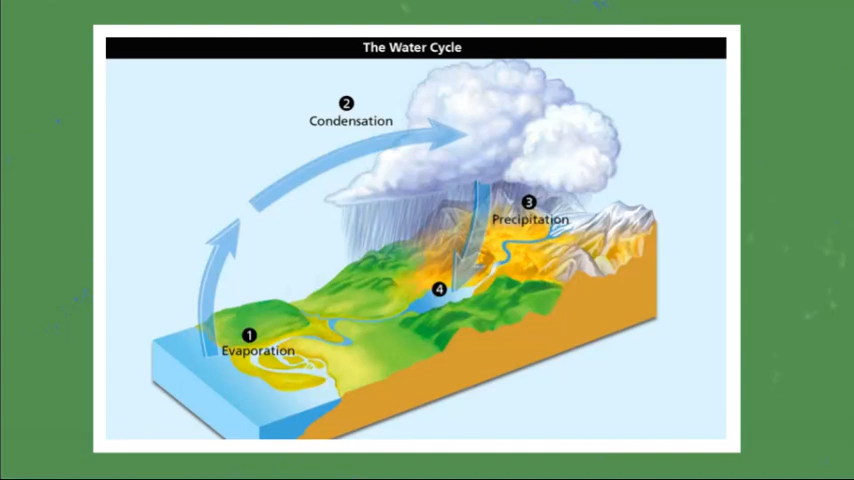 The Water Cycle
2
Condensation
3
Precipitation
4
1
Evaporation